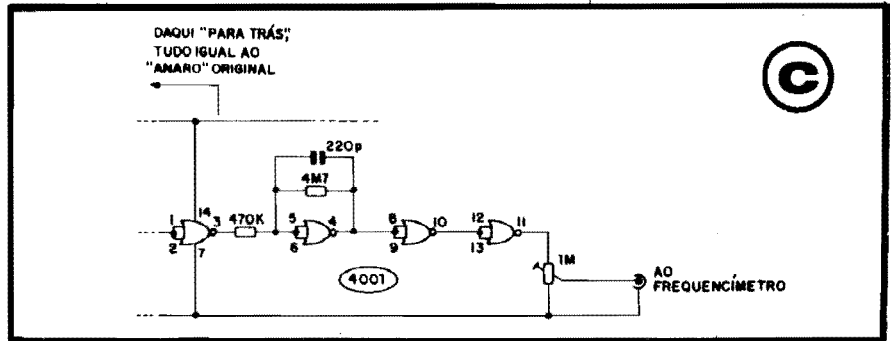 DAQUI "PARA TRÁS",
TUDO IGUAL AO
"ANARO" ORIGINAL
C
220p
4M7
1
2
14
3
7
470K
5
6
4
8
9
10
12
13
11
1M
4001
AO
FREQUENCÍMETRO